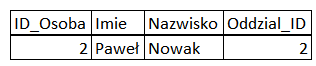 ID_Osoba Imie Nazwisko Oddzial_ID
2 Paweł Nowak 2